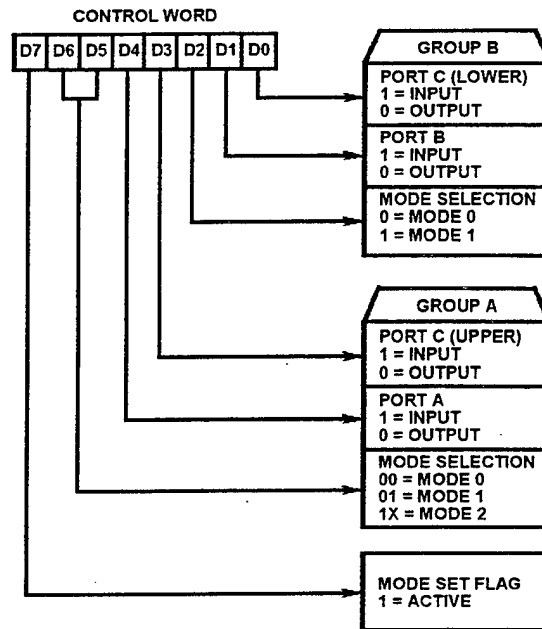 CONTROL WORD
D7 D6 D5 D4 D3 D2 D1 D0
GROUP B
PORT C (LOWER)
1 = INPUT
0 = OUTPUT
PORT B
1 = INPUT
0 = OUTPUT
MODE SELECTION
0 = MODE 0
1 = MODE 1
GROUP A
PORT C (UPPER)
1 = INPUT
0 = OUTPUT
PORT A
1 = INPUT
0 = OUTPUT
MODE SELECTION
00 = MODE 0
01 = MODE 1
1X = MODE 2
MODE SET FLAG
1 = ACTIVE